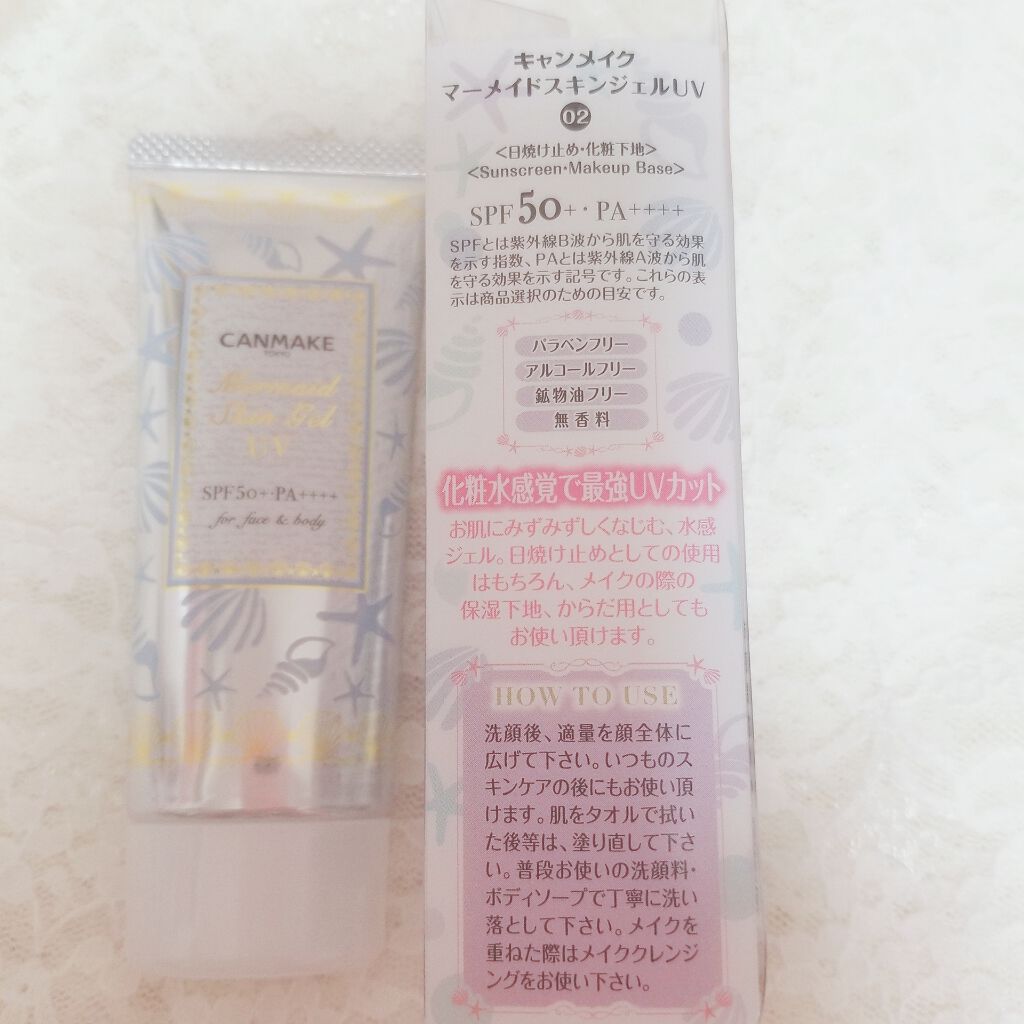 CANMAKE
TOKYO
Mermaid
Skin Gel
UV
SPF50+・PA++++
for face & body
キャンメイク
マーメイドスキンジェルUV
02
<日焼け止め・化粧下地>
<Sunscreen・Makeup Base>
SPF50+・PA++++
SPFとは紫外線B波から肌を守る効果
を示す指数、PAとは紫外線A波から肌
を守る効果を示す記号です。これらの表
示は商品選択のための目安です。
パラベンフリー
アルコールフリー
鉱物油フリー
無香料
化粧水感覚で最強UVカット
お肌にみずみずしくなじむ、水感
ジェル。日焼け止めとしての使用
はもちろん、メイクの際の
保湿下地、からだ用としても
お使い頂けます。
HOW TO USE
洗顔後、適量を顔全体に
広げて下さい。いつものス
キンケアの後にもお使い頂
けます。肌をタオルで拭い
た後等は、塗り直して下さ
い。普段お使いの洗顔料・
ボディソープで丁寧に洗い
落として下さい。メイクを
重ねた際はメイククレンジ
ングをお使い下さい。